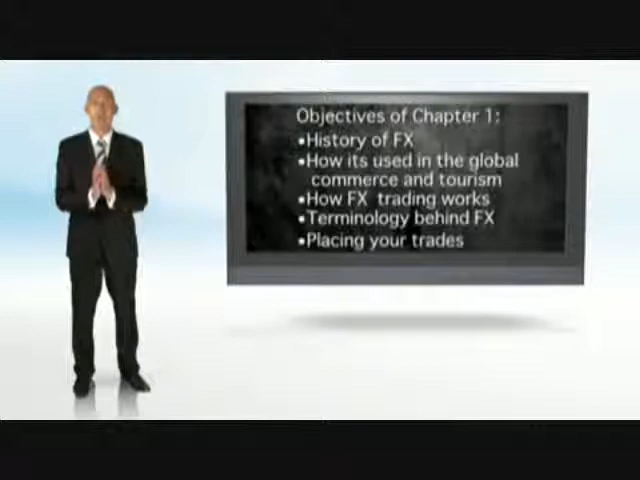 Objectives of Chapter 1:
•History of FX
•How its used in the global
commerce and tourism
•How FX trading works
•Terminology behind FX
•Placing your trades